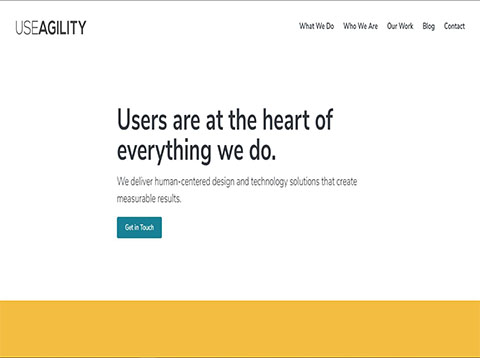 USEAGILITY
What We Do Who We Are Our Work Blog Contact
Users are at the heart of
everything we do.
We deliver human-centered design and technology solutions that create
measurable results.
Get in Touch